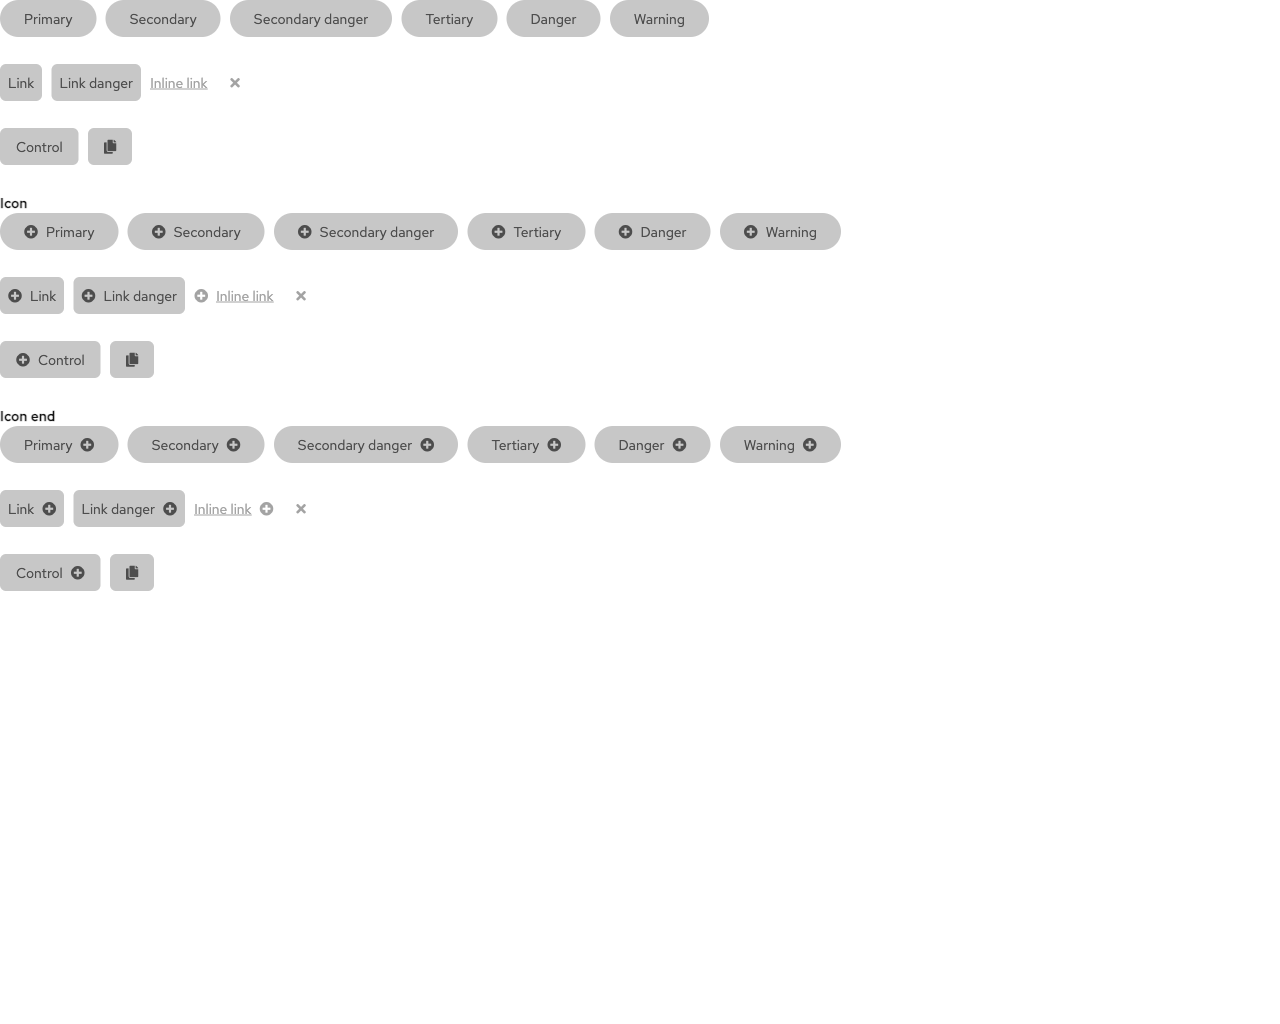 Primary Secondary Secondary danger Tertiary Danger Warning
Link Link danger Inline link
Control
Icon
Primary Secondary Secondary danger Tertiary Danger Warning
Link Link danger Inline link
Control
Icon end
Primary Secondary Secondary danger Tertiary Danger Warning
Link Link danger Inline link
Control